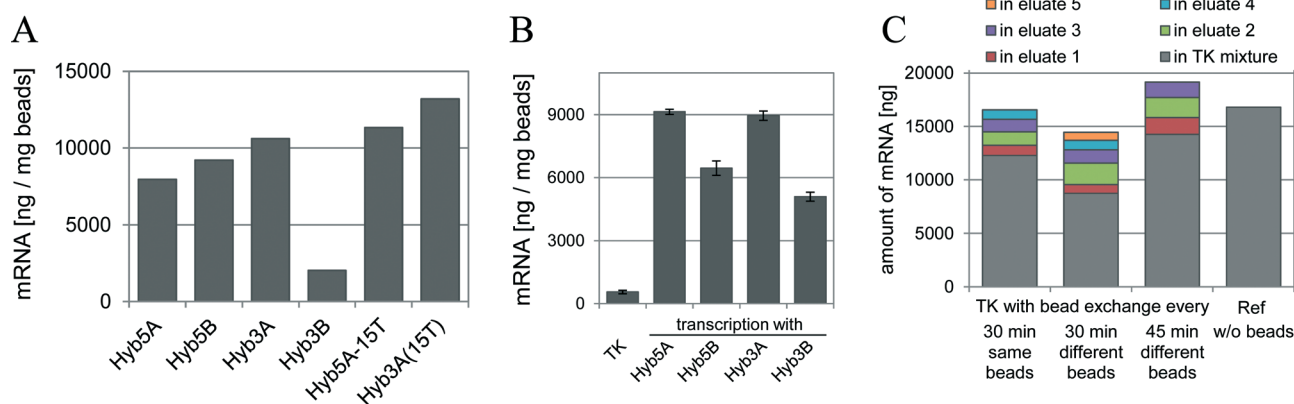 A
mRNA [ng / mg beads]
15000
10000
5000
0
Hyb5A
Hyb5B
Hyb3A
Hyb3B
Hyb5A-15T
Hyb3A(15T)
B
mRNA [ng / mg beads]
9000
6000
3000
0
transcription with
TK
Hyb5A
Hyb5B
Hyb3A
Hyb3B
C
in eluate 5
in eluate 4
in eluate 3
in eluate 2
in eluate 1
in TK mixture
amount of mRNA [ng]
20000
15000
10000
5000
0
TK with bead exchange every
30 min
same
beads
30 min
different
beads
45 min
different
beads
Ref
w/o beads